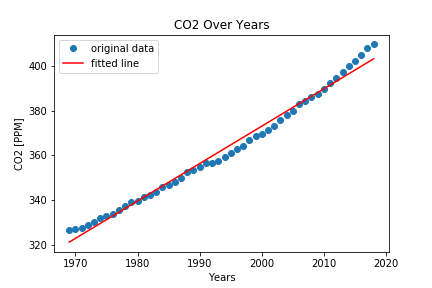 CO2 Over Years
original data
fitted line
CO2 [PPM]
400
380
360
340
320
1970
1980
1990
2000
2010
2020
Years